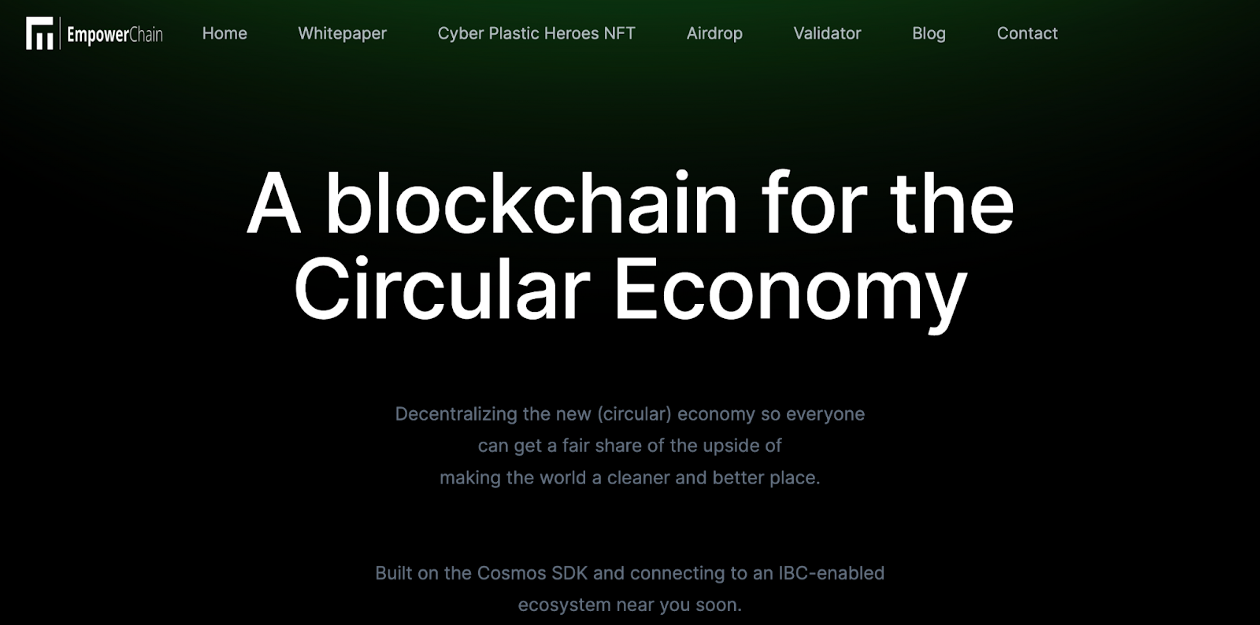 EmpowerChain Home Whitepaper Cyber Plastic Heroes NFT Airdrop Validator Blog Contact
A blockchain for the
Circular Economy
Decentralizing the new (circular) economy so everyone
can get a fair share of the upside of
making the world a cleaner and better place.
Built on the Cosmos SDK and connecting to an IBC-enabled
ecosystem near you soon.